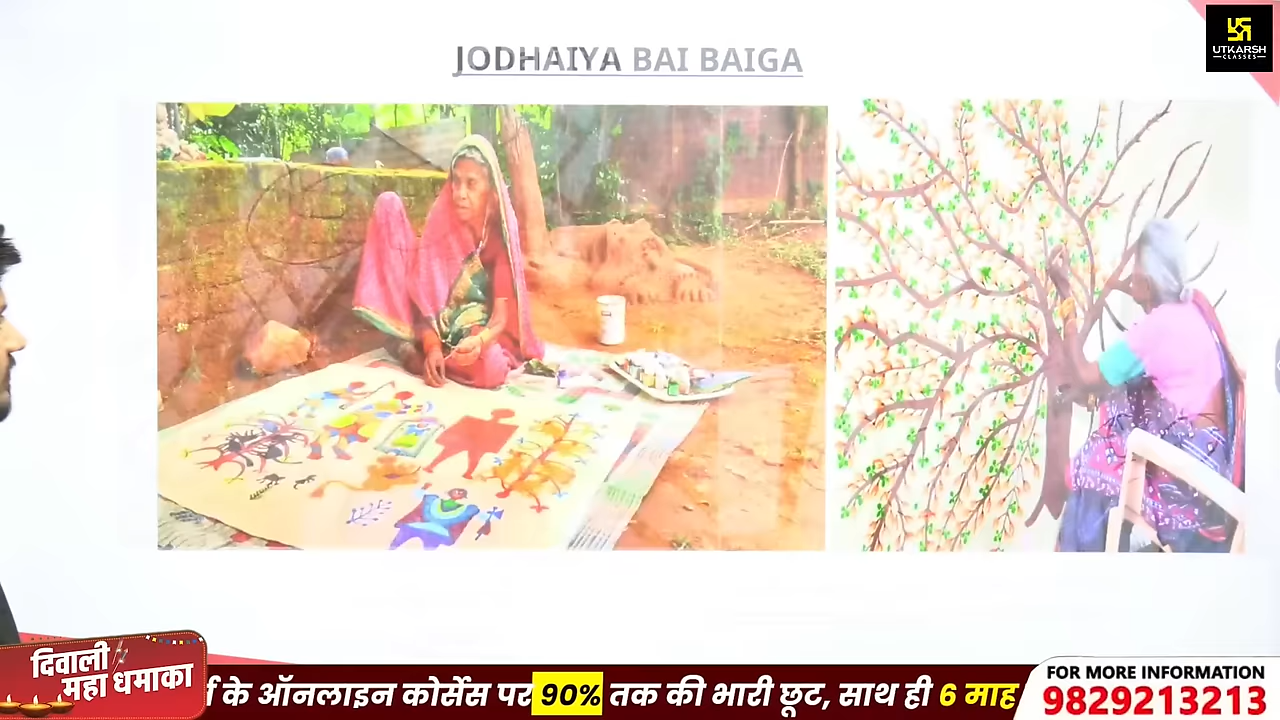 JODHAIYA BAI BAIGA
UTKARSH
CLASSES
दिवाली
महा धमाका
के ऑनलाइन कोर्सेस पर 90% तक की भारी छूट, साथ ही 6 माह
FOR MORE INFORMATION
9829213213